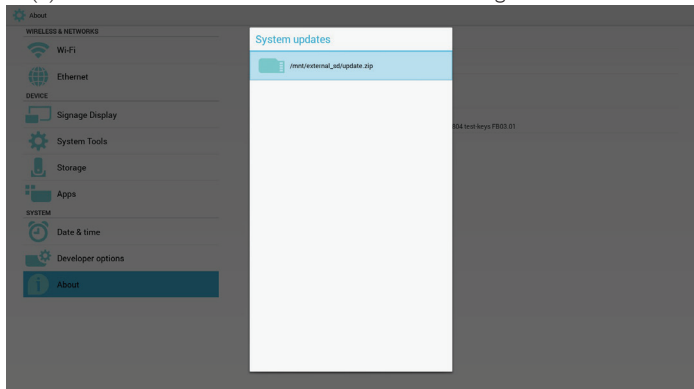 About
WIRELESS & NETWORKS
Wi-Fi
Ethernet
DEVICE
Signage Display
System Tools
Storage
Apps
SYSTEM
Date & time
Developer options
About
System updates
/mnt/external_sd/update.zip
004 test-keys FB03.01